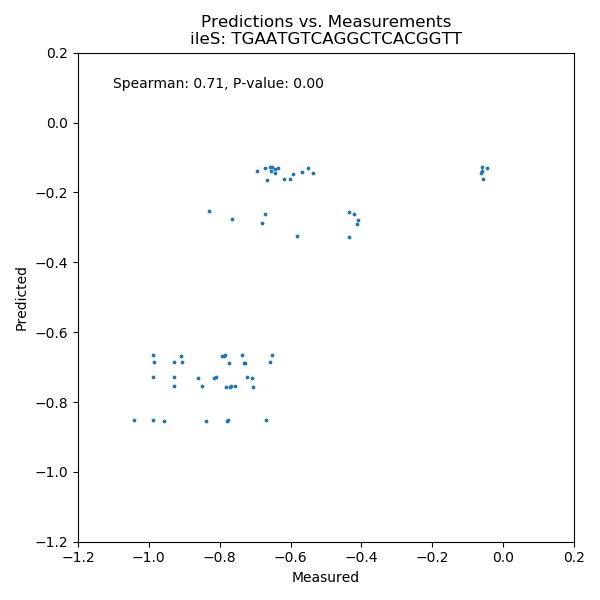 Predictions vs. Measurements
ileS: TGAATGTCAGGCTCACGGTT
Spearman: 0.71, P-value: 0.00
0.2
0.0
−0.2
−0.4
−0.6
−0.8
−1.0
−1.2
Predicted
−1.2 −1.0 −0.8 −0.6 −0.4 −0.2 0.0 0.2
Measured